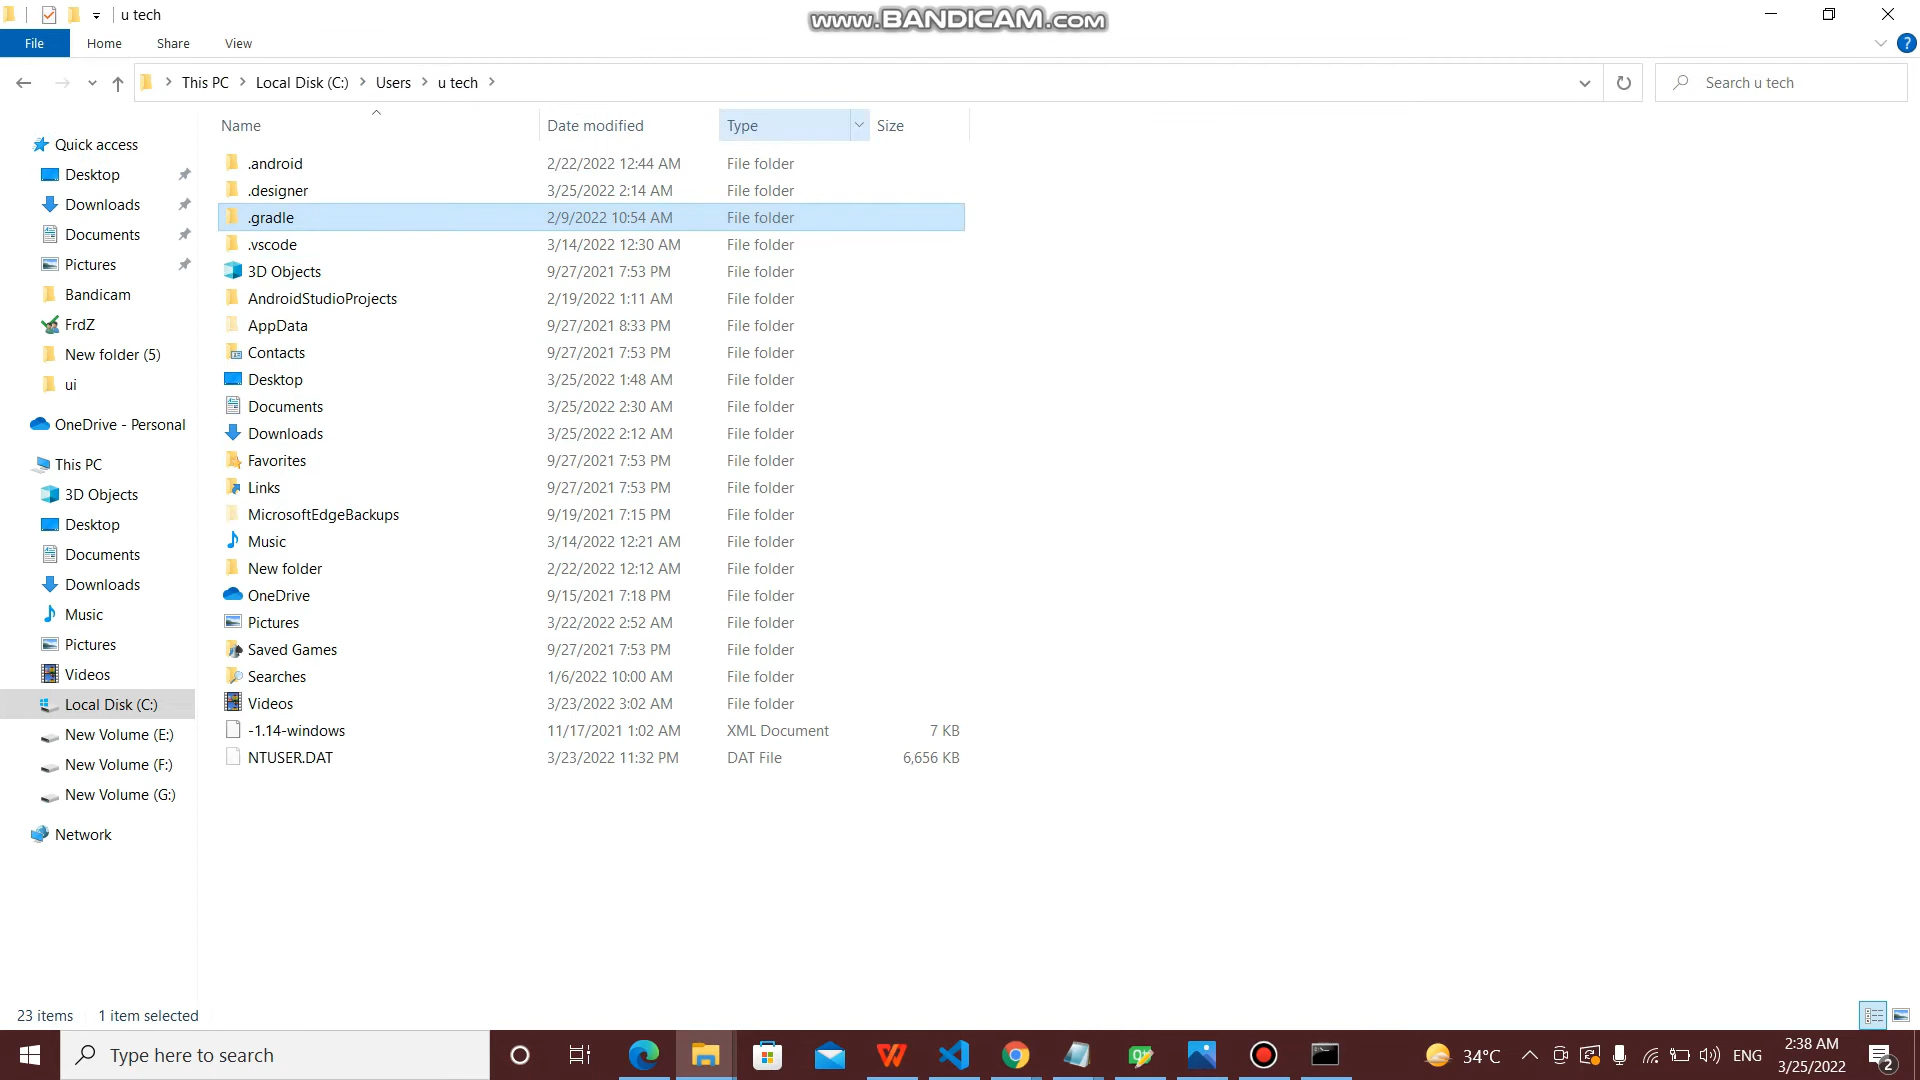 u tech
www.BANDICAM.com
File Home Share View
This PC Local Disk (C:) Users u tech
Search u tech
Name Date modified Type Size
Quick access
Desktop
Downloads
Documents
Pictures
Bandicam
FrdZ
New folder (5)
ui
OneDrive - Personal
This PC
3D Objects
Desktop
Documents
Downloads
Music
Pictures
Videos
Local Disk (C:)
New Volume (E:)
New Volume (F:)
New Volume (G:)
Network
.android 2/22/2022 12:44 AM File folder
.designer 3/25/2022 2:14 AM File folder
.gradle 2/9/2022 10:54 AM File folder
.vscode 3/14/2022 12:30 AM File folder
3D Objects 9/27/2021 7:53 PM File folder
AndroidStudioProjects 2/19/2022 1:11 AM File folder
AppData 9/27/2021 8:33 PM File folder
Contacts 9/27/2021 7:53 PM File folder
Desktop 3/25/2022 1:48 AM File folder
Documents 3/25/2022 2:30 AM File folder
Downloads 3/25/2022 2:12 AM File folder
Favorites 9/27/2021 7:53 PM File folder
Links 9/27/2021 7:53 PM File folder
MicrosoftEdgeBackups 9/19/2021 7:15 PM File folder
Music 3/14/2022 12:21 AM File folder
New folder 2/22/2022 12:12 AM File folder
OneDrive 9/15/2021 7:18 PM File folder
Pictures 3/22/2022 2:52 AM File folder
Saved Games 9/27/2021 7:53 PM File folder
Searches 1/6/2022 10:00 AM File folder
Videos 3/23/2022 3:02 AM File folder
-1.14-windows 11/17/2021 1:02 AM XML Document 7 KB
NTUSER.DAT 3/23/2022 11:32 PM DAT File 6,656 KB
23 items 1 item selected
Type here to search
34°C
ENG
2:38 AM
3/25/2022
2